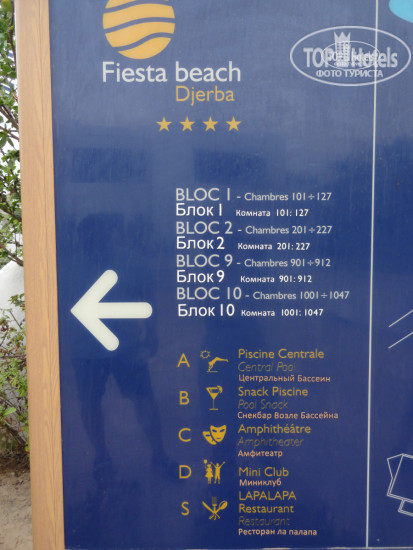 TOP Hotels
ФОТО ТУРИСТА
Fiesta beach
Djerba
BLOC 1 - Chambres 101÷127
Блок 1 Комната 101: 127
BLOC 2 - Chambres 201÷227
Блок 2 Комната 201: 227
BLOC 9 - Chambres 901÷912
Блок 9 Комната 901: 912
BLOC 10 - Chambres 1001÷1047
Блок 10 Комната 1001: 1047
A Piscine Centrale
Central Pool
Центральный Бассеин
B Snack Piscine
Pool Snack
Снекбар Возле Бассейна
C Amphithéâtre
Amphitheater
Амфитеатр
D Mini Club
Миниклуб
S LAPALAPA
Restaurant
Restaurant
Ресторан ла палапа